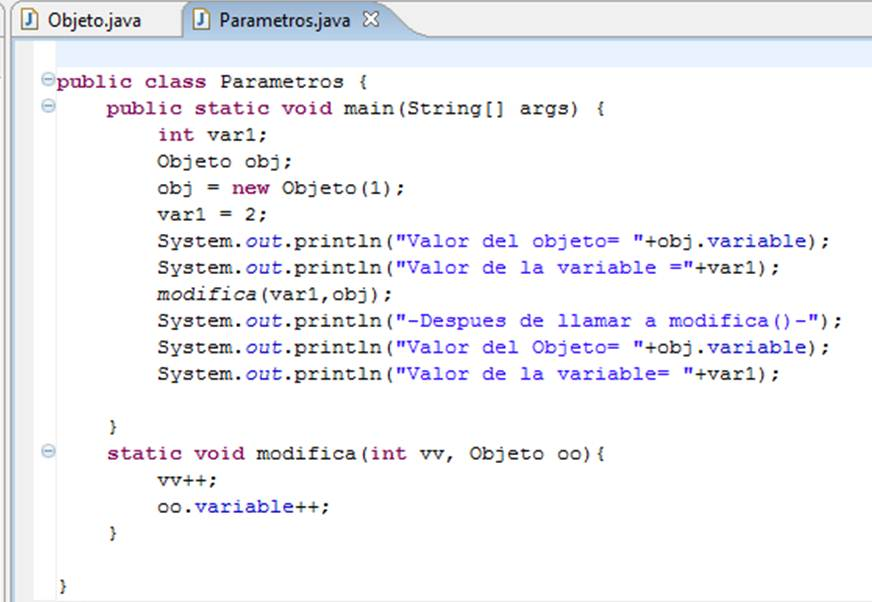 Objeto.java Parametros.java
public class Parametros {
public static void main(String[] args) {
int var1;
Objeto obj;
obj = new Objeto(1);
var1 = 2;
System.out.println("Valor del objeto= "+obj.variable);
System.out.println("Valor de la variable ="+var1);
modifica(var1,obj);
System.out.println("-Despues de llamar a modifica()-");
System.out.println("Valor del Objeto= "+obj.variable);
System.out.println("Valor de la variable= "+var1);
}
static void modifica(int vv, Objeto oo){
vv++;
oo.variable++;
}
}